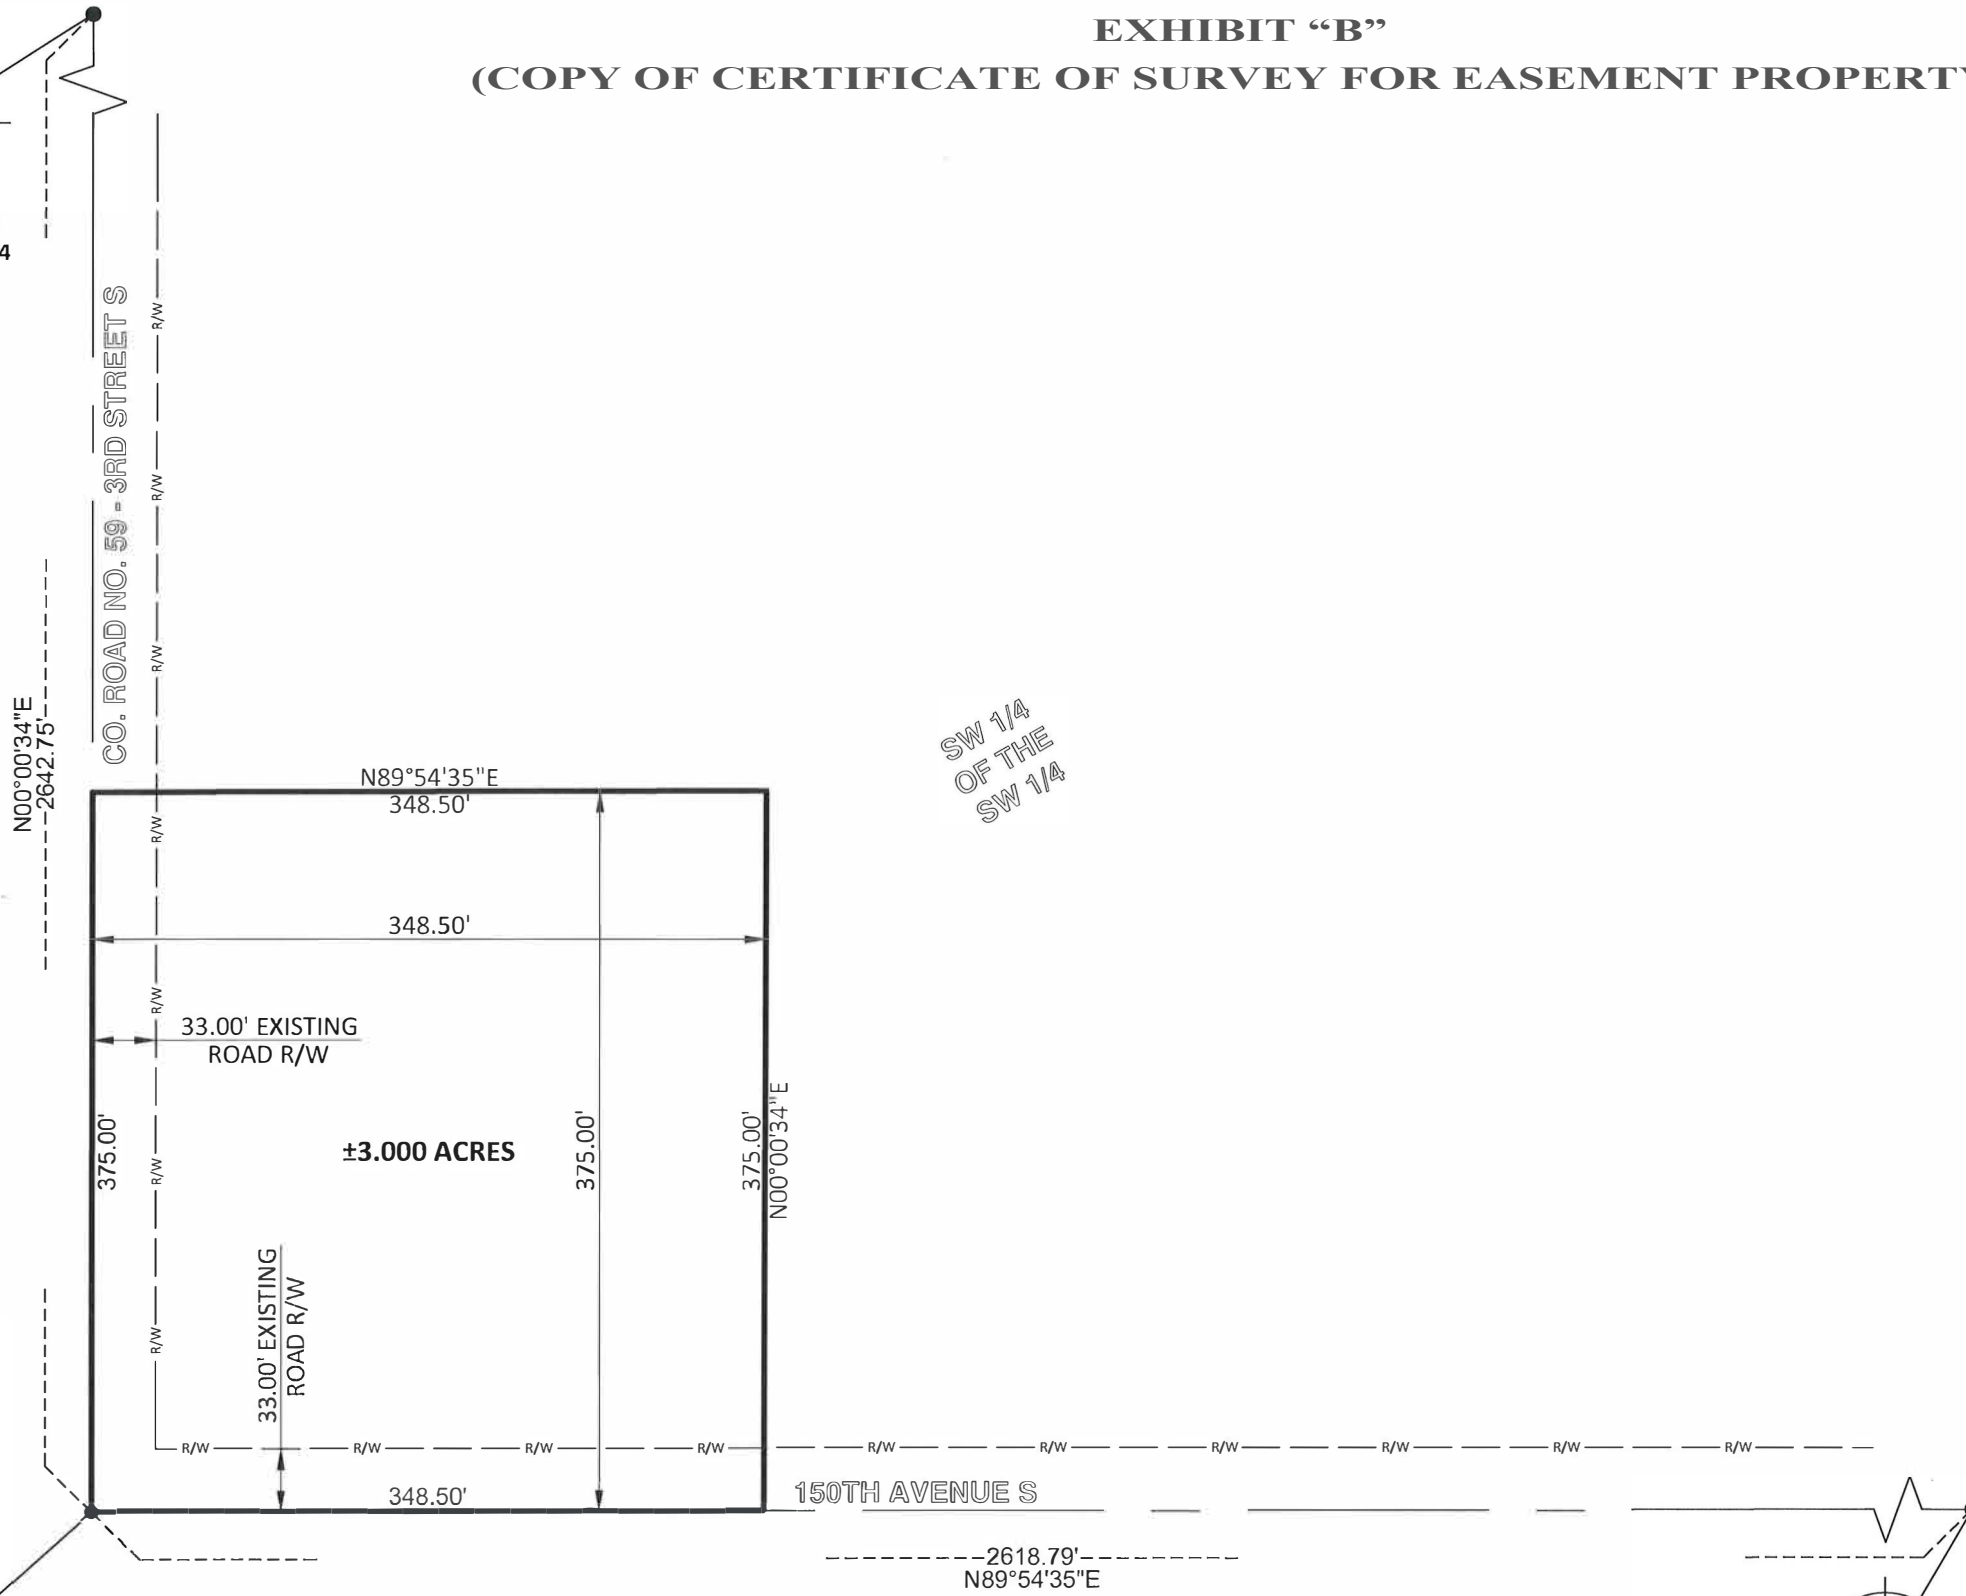 EXHIBIT “B”
(COPY OF CERTIFICATE OF SURVEY FOR EASEMENT PROPERTY
4
CO. ROAD NO. 59 - 3RD STREET S
R/W
R/W
R/W
N00°00'34"E
2642.75'
SW 1/4
OF THE
SW 1/4
N89°54'35"E
348.50'
R/W
348.50'
R/W
33.00' EXISTING
ROAD R/W
375.00'
R/W
±3.000 ACRES
375.00'
375.00'
N00°00'34"E
R/W
33.00' EXISTING
ROAD R/W
R/W
R/W
R/W
R/W
R/W
R/W
R/W
R/W
R/W
R/W
348.50'
150TH AVENUE S
2618.79'
N89°54'35"E